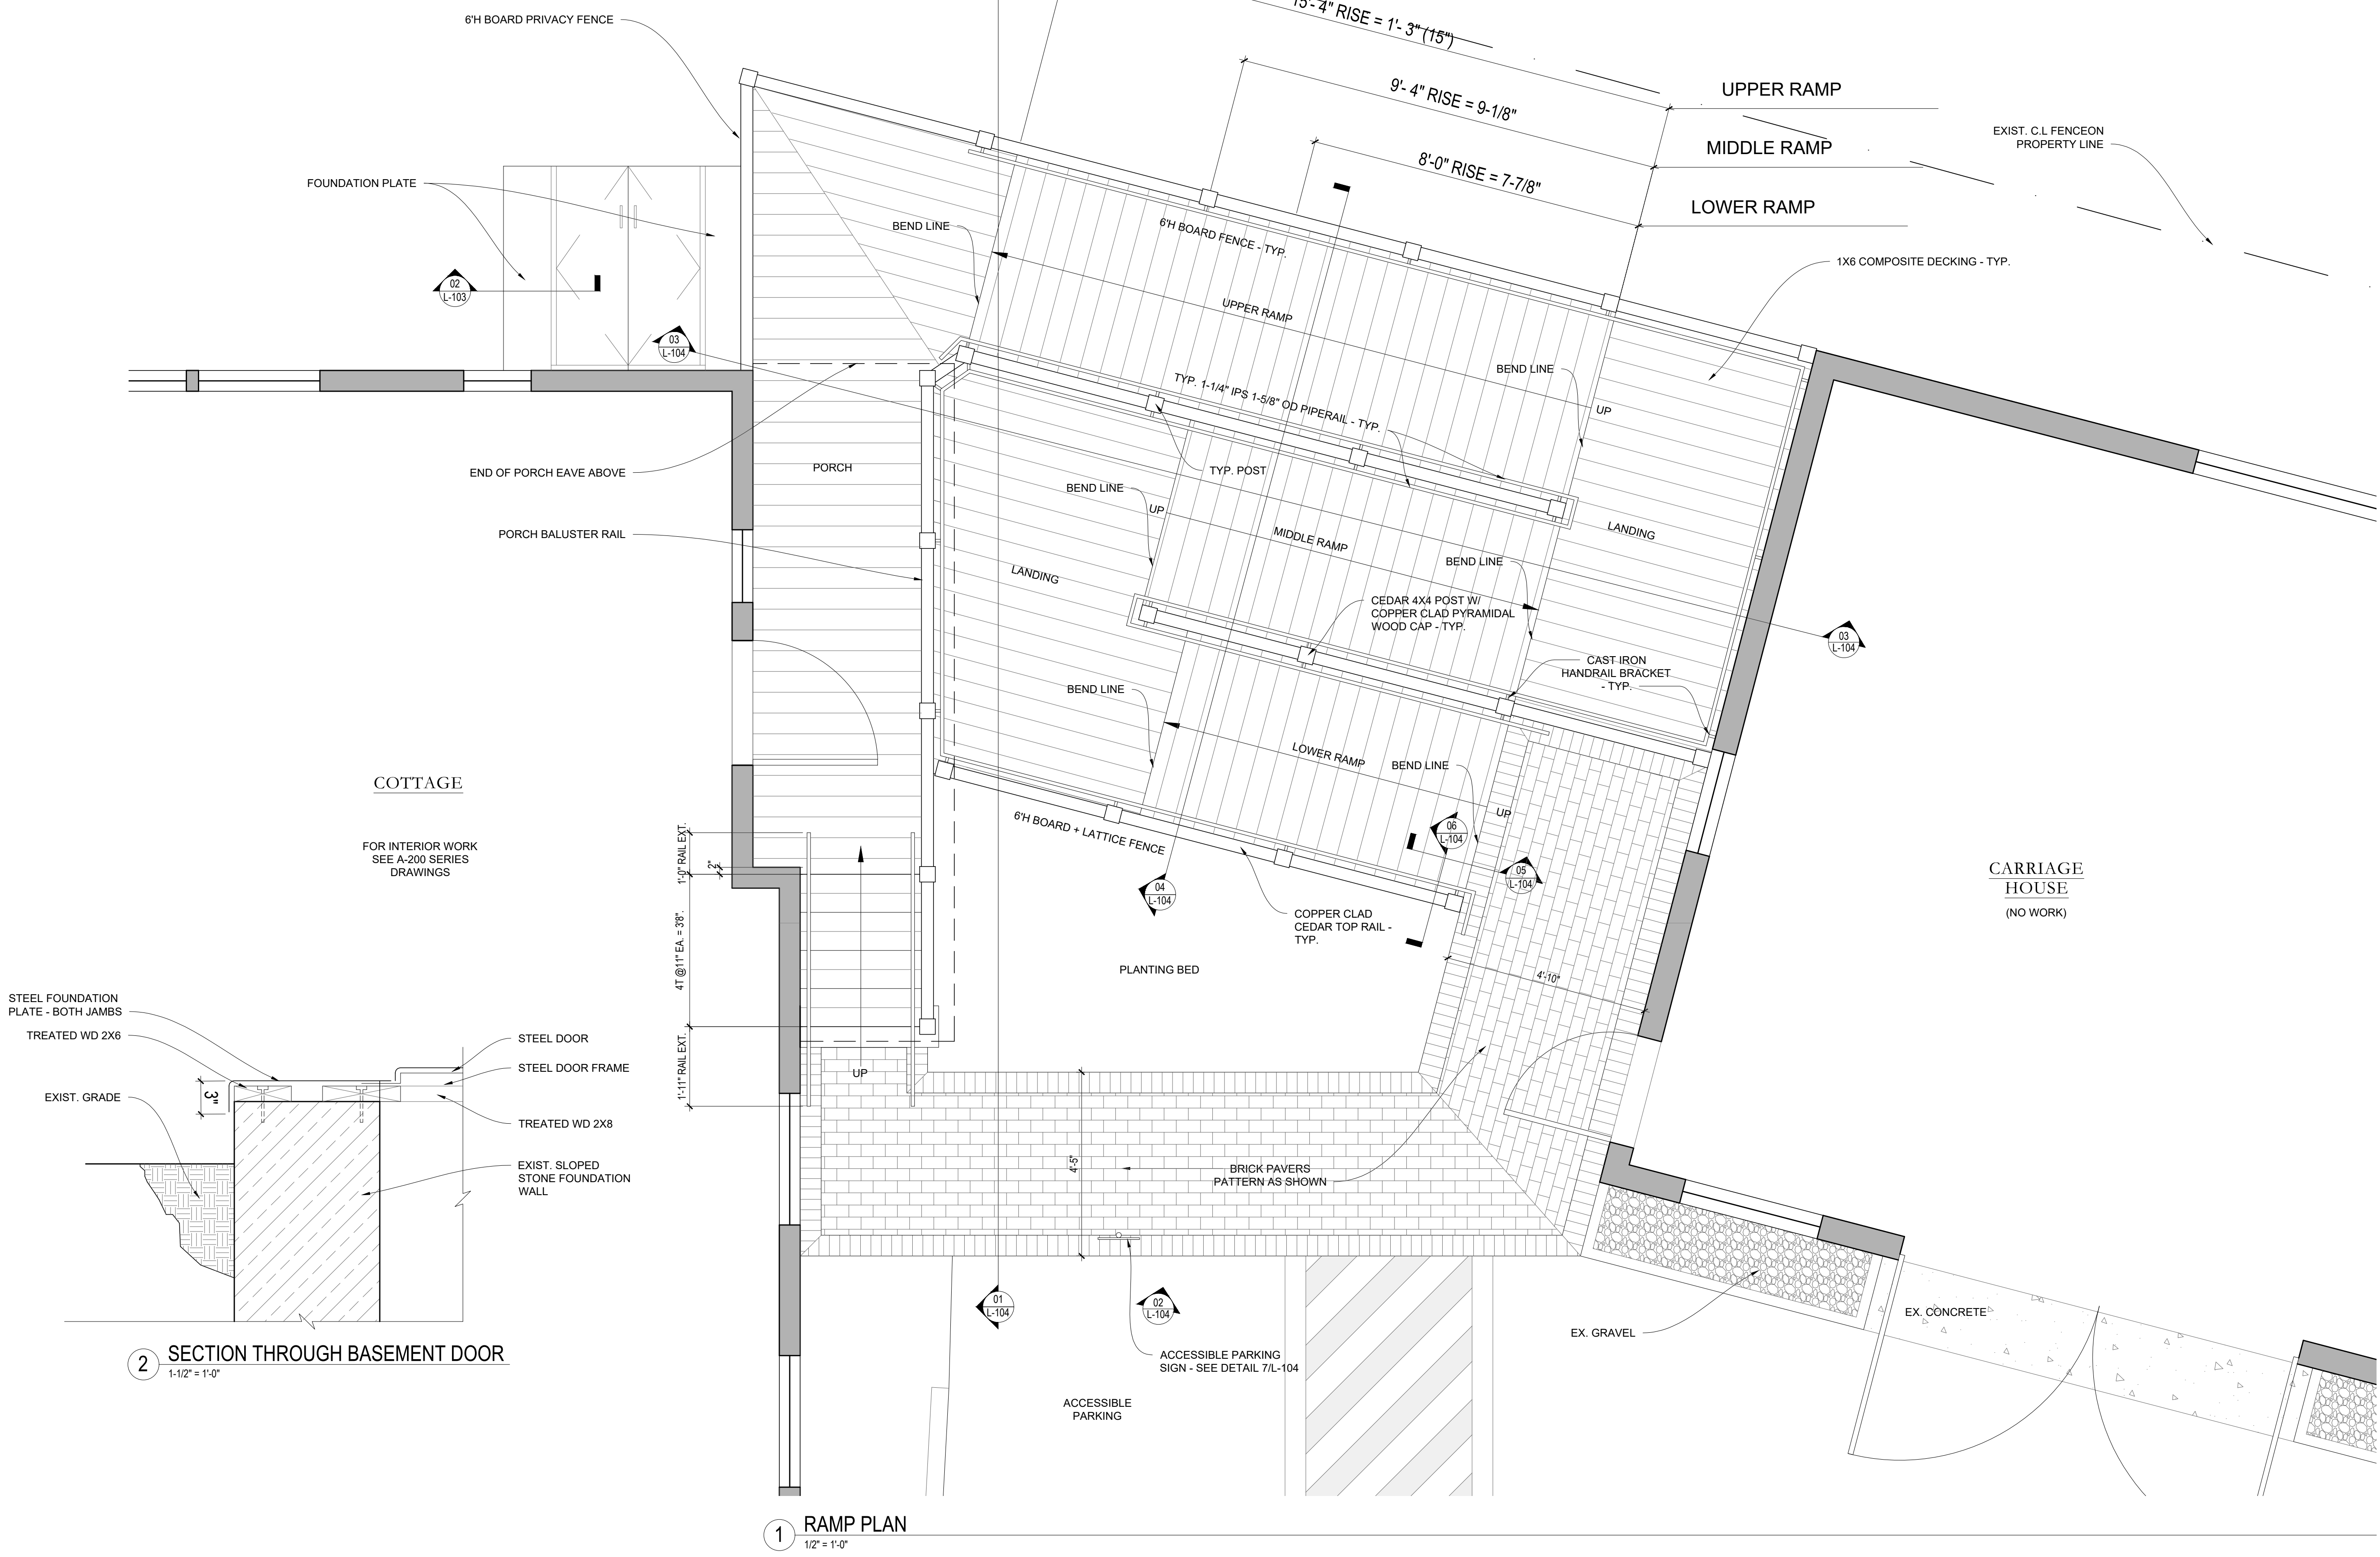 6'H BOARD PRIVACY FENCE
15'- 4" RISE = 1'- 3" (15")
9'- 4" RISE = 9-1/8"
8'-0" RISE = 7-7/8"
UPPER RAMP
MIDDLE RAMP
LOWER RAMP
EXIST. C.L FENCEON
PROPERTY LINE
FOUNDATION PLATE
BEND LINE
6'H BOARD FENCE - TYP.
1X6 COMPOSITE DECKING - TYP.
02
L-103
03
L-104
UPPER RAMP
BEND LINE
UP
TYP. 1-1/4" IPS 1-5/8" OD PIPERAIL - TYP.
END OF PORCH EAVE ABOVE
PORCH
TYP. POST
BEND LINE
UP
PORCH BALUSTER RAIL
MIDDLE RAMP
LANDING
BEND LINE
LANDING
CEDAR 4X4 POST W/
COPPER CLAD PYRAMIDAL
WOOD CAP - TYP.
03
L-104
CAST IRON
HANDRAIL BRACKET
- TYP.
BEND LINE
LOWER RAMP
BEND LINE
UP
COTTAGE
FOR INTERIOR WORK
SEE A-200 SERIES
DRAWINGS
1'-0" RAIL EXT.
2"
4T @11" EA. = 3'8".
1'-11" RAIL EXT.
6'H BOARD + LATTICE FENCE
06
L-104
05
L-104
04
L-104
CARRIAGE
HOUSE
(NO WORK)
COPPER CLAD
CEDAR TOP RAIL -
TYP.
PLANTING BED
4'-10"
STEEL FOUNDATION
PLATE - BOTH JAMBS
TREATED WD 2X6
EXIST. GRADE
3"
STEEL DOOR
STEEL DOOR FRAME
TREATED WD 2X8
EXIST. SLOPED
STONE FOUNDATION
WALL
UP
4'-5"
BRICK PAVERS
PATTERN AS SHOWN
01
L-104
02
L-104
EX. CONCRETE
EX. GRAVEL
ACCESSIBLE PARKING
SIGN - SEE DETAIL 7/L-104
ACCESSIBLE
PARKING
2 SECTION THROUGH BASEMENT DOOR
1-1/2" = 1'-0"
1 RAMP PLAN
1/2" = 1'-0"